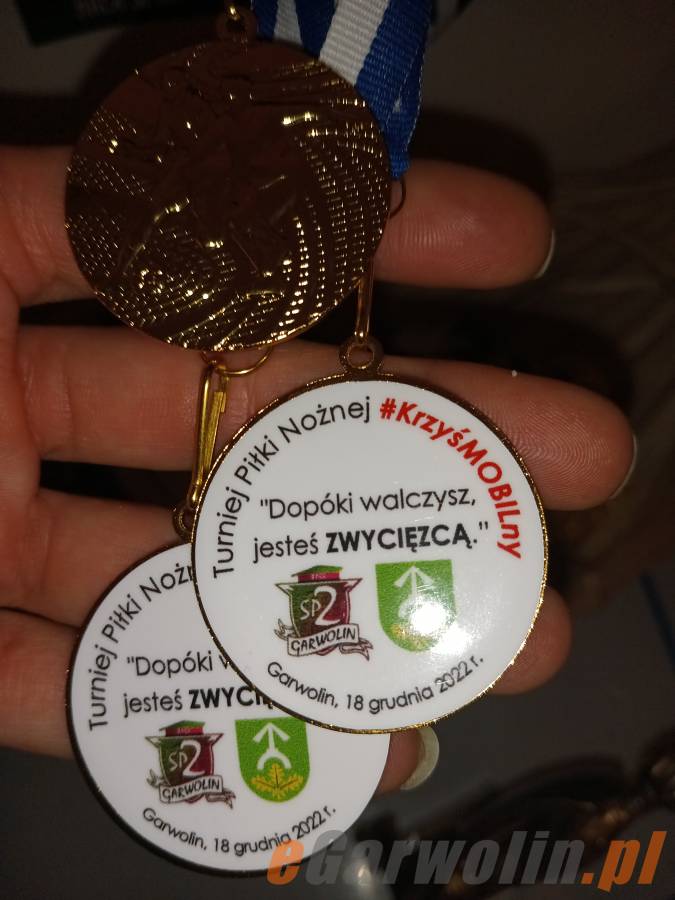 Turniej Piłki Nożnej #KrzyśMOBILny
"Dopóki walczysz,
jesteś ZWYCIĘZCĄ."
SP2
GARWOLIN
Garwolin, 18 grudnia 2022 r.
Turniej Piłki Noż
"Dopóki w
jesteś ZWYCIĘ
SP2
GARWOLIN
Garwolin, 18 grudnia 2022 r.
eGarwolin.pl